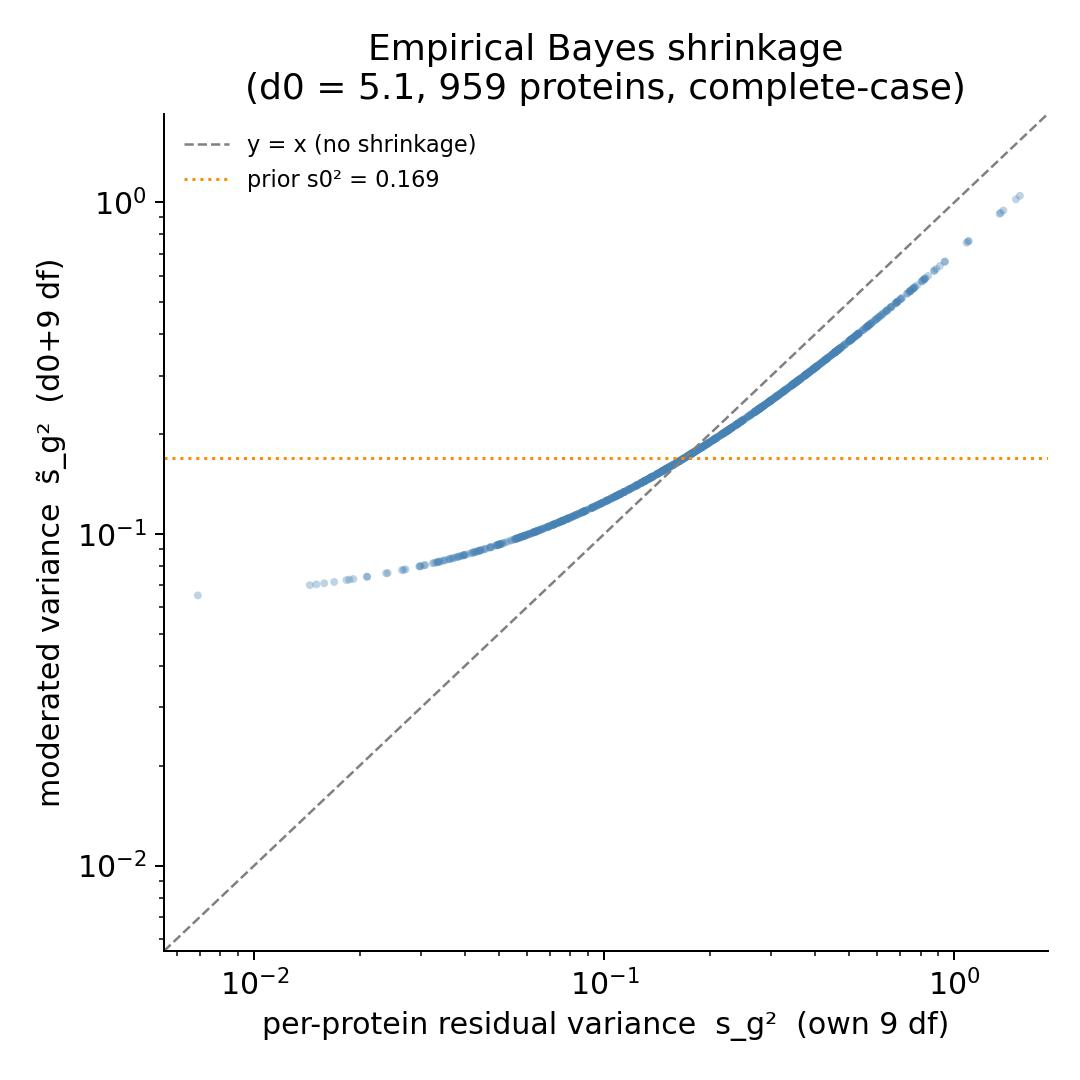 Empirical Bayes shrinkage
(d0 = 5.1, 959 proteins, complete-case)
y = x (no shrinkage)
prior s0² = 0.169
moderated variance  s̃_g²  (d0+9 df)
10⁰
10⁻¹
10⁻²
10⁻²
10⁻¹
10⁰
per-protein residual variance  s_g²  (own 9 df)